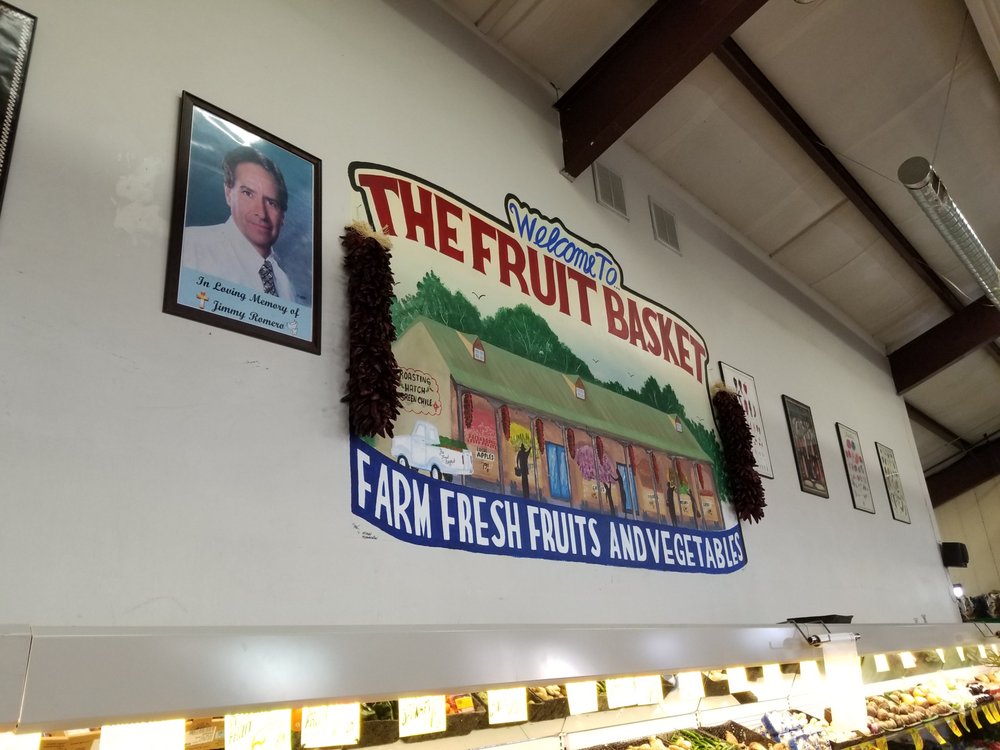 In Loving Memory of
Jimmy Romero
Welcome To
THE FRUIT BASKET
ROASTING
HATCH
GREEN CHILE
APPLES
FARM FRESH FRUITS AND VEGETABLES